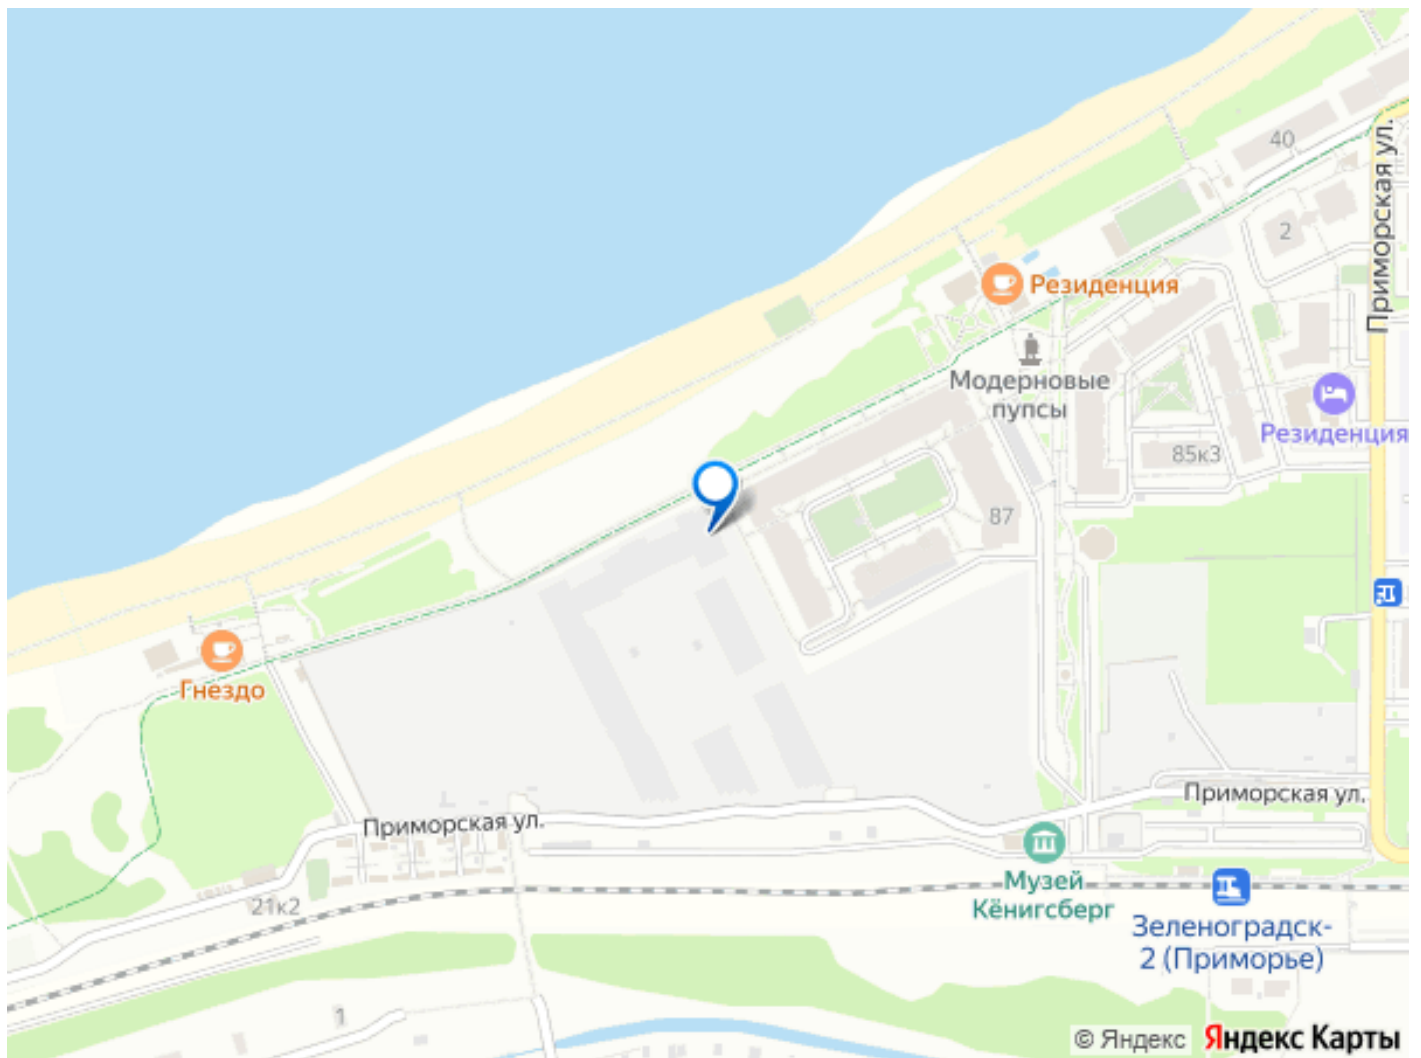 40
Приморская ул.
2
Резиденция
Модерновые
пупсы
Резиденция
85к3
87
Гнездо
Приморская ул.
Приморская ул.
Музей
Кёнигсберг
21к2
Зеленоградск-
2 (Приморье)
1
© Яндекс Яндекс Карты